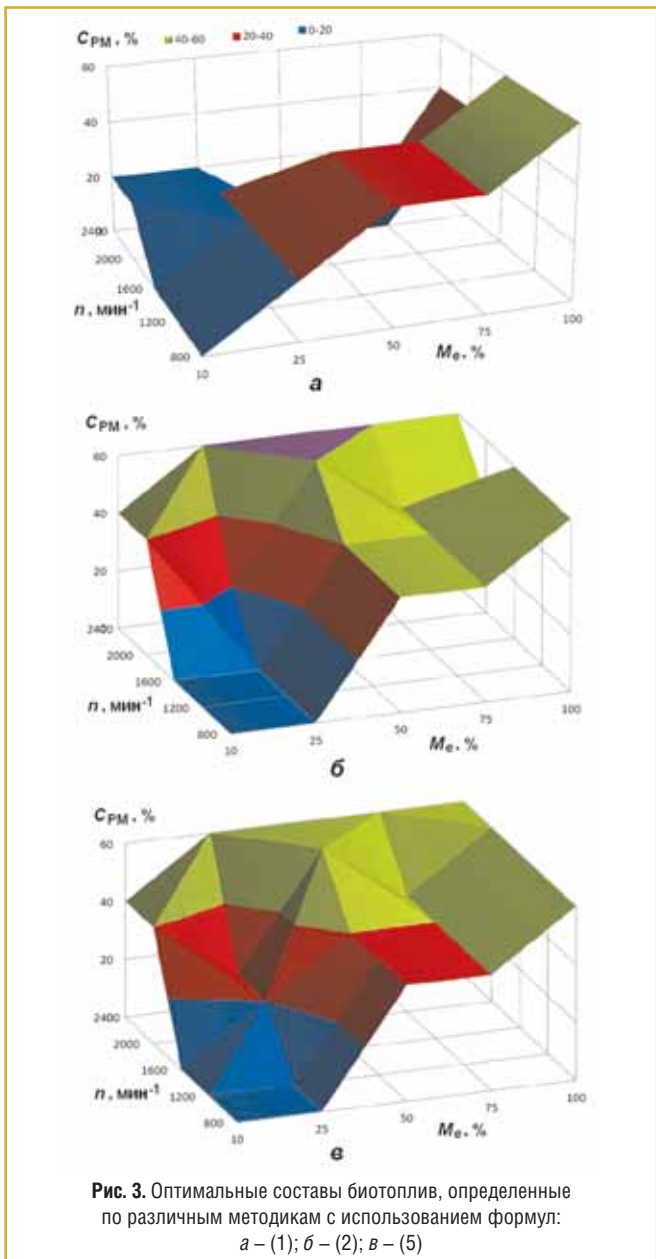 C_PM, % 40-60 20-40 0-20
60
40
20
2400
2000
1600
1200
800
n, мин⁻¹
10
25
50
75
100
M_e, %
а
C_PM, %
60
40
20
2400
2000
1600
1200
800
n, мин⁻¹
10
25
50
75
100
M_e, %
б
C_PM, %
60
40
20
2400
2000
1600
1200
800
n, мин⁻¹
10
25
50
75
100
M_e, %
в
Рис. 3. Оптимальные составы биотоплив, определенные
по различным методикам с использованием формул:
а – (1); б – (2); в – (5)